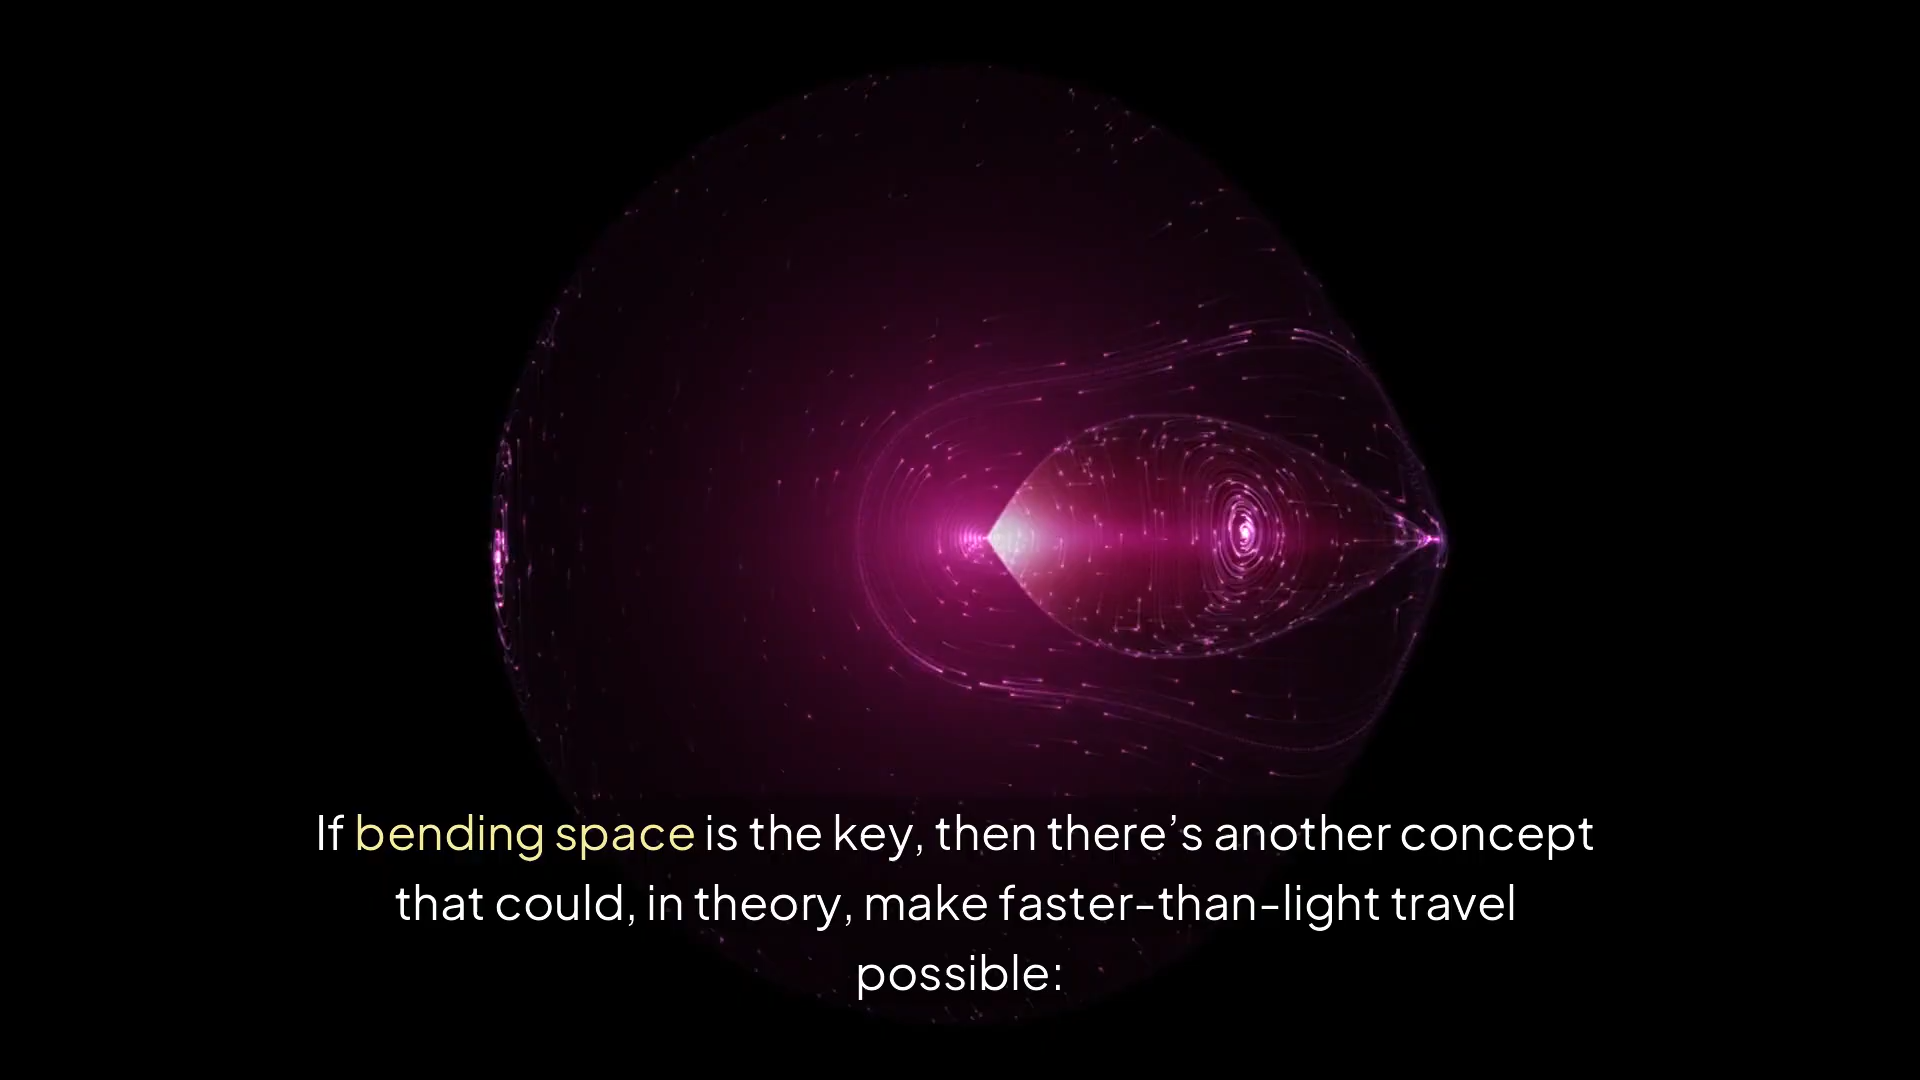 If bending space is the key, then there’s another concept
that could, in theory, make faster-than-light travel
possible: